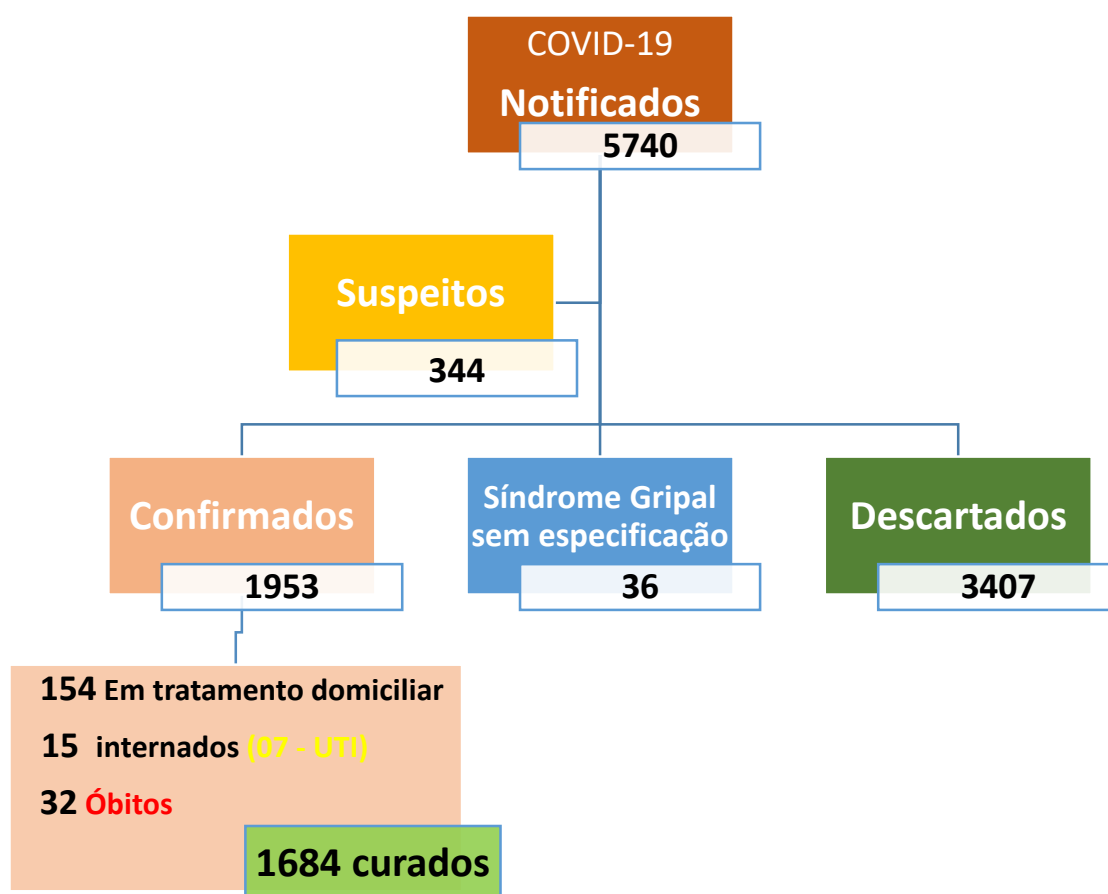 COVID-19
Notificados
5740
Suspeitos
344
Confirmados
1953
Síndrome Gripal
sem especificação
36
Descartados
3407
154 Em tratamento domiciliar
15 internados (07 - UTI)
32 Óbitos
1684 curados